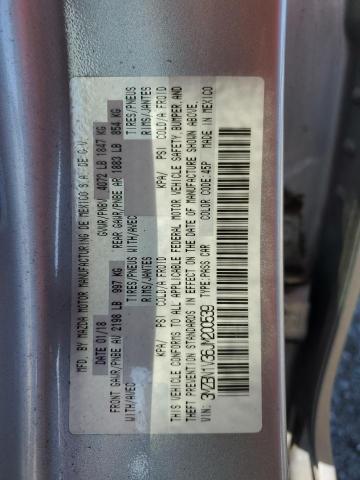 MFD. BY MAZDA MOTOR MANUFACTURING DE MEXICO S.A. DE C.V.
DATE 01/18 GVWR/PNBV 4072 LB 1847 KG
FRONT GAWR/PNBE AV 2198 LB 997 KG REAR GAWR/PNBE AR 1883 LB 854 KG
WITH/AVEC TIRES/PNEUS WITH/AVEC TIRES/PNEUS
RIMS/JANTES RIMS/JANTES
KPA/ PSI COLD/A FROID KPA/ PSI COLD/A FROID
THIS VEHICLE CONFORMS TO ALL APPLICABLE FEDERAL MOTOR VEHICLE SAFETY, BUMPER, AND
THEFT PREVENTION STANDARDS IN EFFECT ON THE DATE OF MANUFACTURE SHOWN ABOVE.
VIN: TYPE:PASS CAR COLOR CODE:45P MADE IN MEXICO